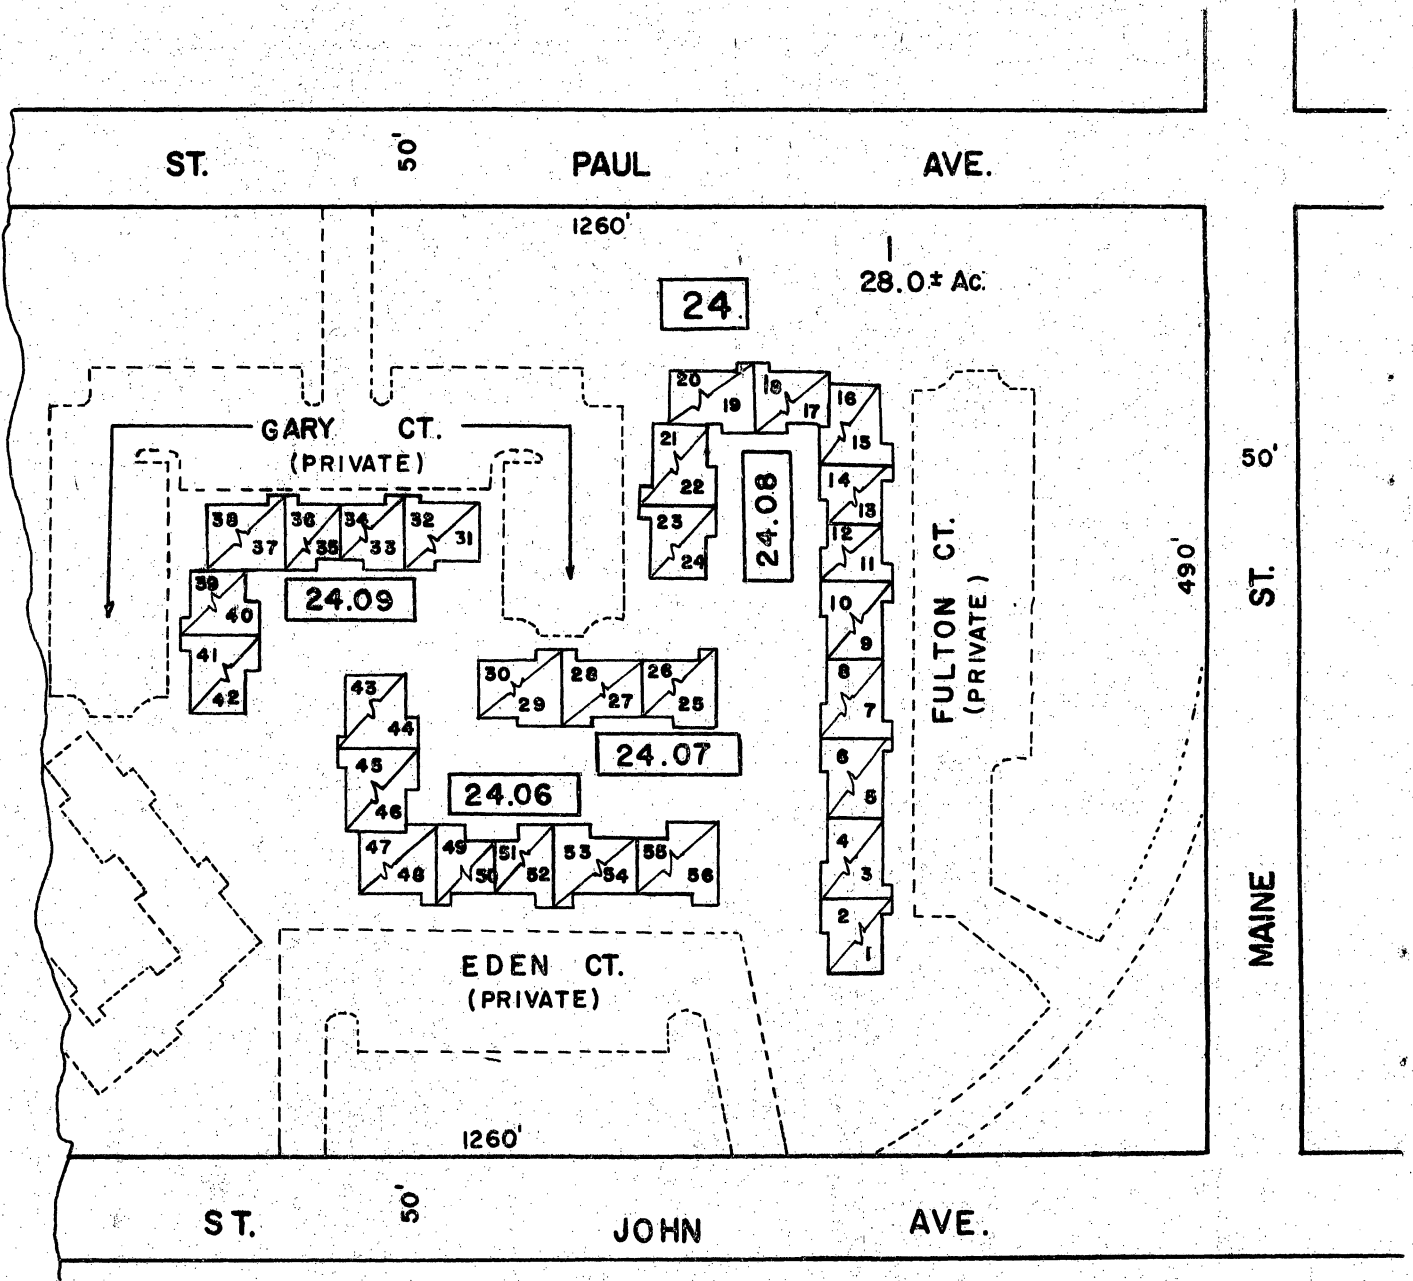 ST. 50' PAUL AVE.
1260'
1
28.0± Ac.
24
20 19 18 17 16 15
GARY CT.
(PRIVATE)
21 22
14 13
50'
24.08
38 37 36 35 34 33 32 31
23 24
12 11
FULTON CT.
(PRIVATE)
490'
MAINE ST.
39 40
24.09
10 9
41 42
30 29 28 27 26 25
8 7
43 44
24.07
45 46
24.06
6 5
47 48 49 50 51 52 53 54 55 56
4 3
2 1
EDEN CT.
(PRIVATE)
1260'
ST. 50' JOHN AVE.